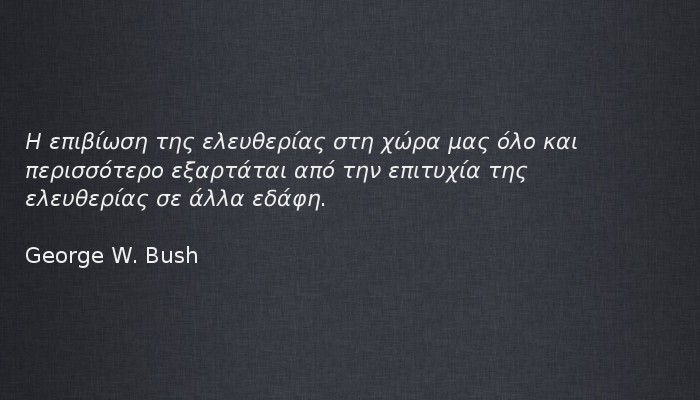 Η επιβίωση της ελευθερίας στη χώρα μας όλο και
περισσότερο εξαρτάται από την επιτυχία της
ελευθερίας σε άλλα εδάφη.
George W. Bush